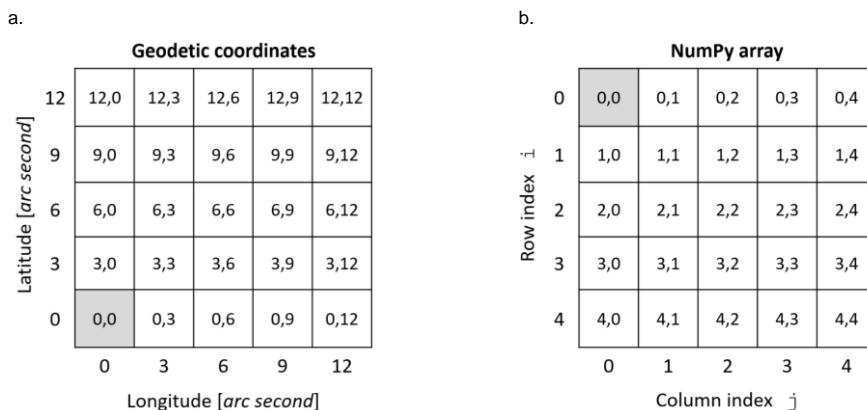 a.
Geodetic coordinates
12 12,0 12,3 12,6 12,9 12,12
9 9,0 9,3 9,6 9,9 9,12
6 6,0 6,3 6,6 6,9 6,12
3 3,0 3,3 3,6 3,9 3,12
0 0,0 0,3 0,6 0,9 0,12
0 3 6 9 12
Latitude [arc second]
Longitude [arc second]
b.
NumPy array
0 0,0 0,1 0,2 0,3 0,4
1 1,0 1,1 1,2 1,3 1,4
2 2,0 2,1 2,2 2,3 2,4
3 3,0 3,1 3,2 3,3 3,4
4 4,0 4,1 4,2 4,3 4,4
0 1 2 3 4
Row index i
Column index j